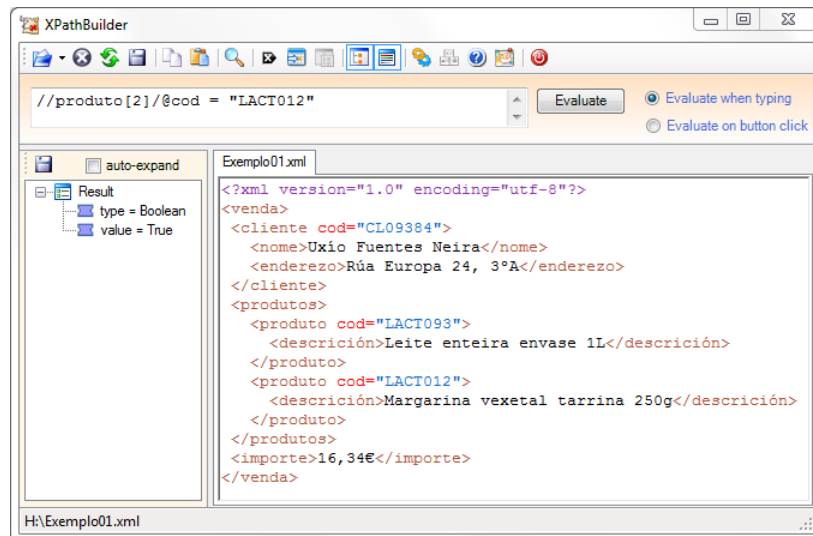 XPathBuilder
//produto[2]/@cod = "LACT012"
Evaluate
Evaluate when typing
Evaluate on button click
auto-expand
Result
type = Boolean
value = True
Exemplo01.xml
<?xml version="1.0" encoding="utf-8"?>
<venda>
<cliente cod="CL09384">
<nome>Uxío Fuentes Neira</nome>
<enderezo>Rúa Europa 24, 3ºA</enderezo>
</cliente>
<produtos>
<produto cod="LACT093">
<descrición>Leite enteira envase 1L</descrición>
</produto>
<produto cod="LACT012">
<descrición>Margarina vexetal tarrina 250g</descrición>
</produto>
</produtos>
<importe>16,34€</importe>
</venda>
H:\Exemplo01.xml